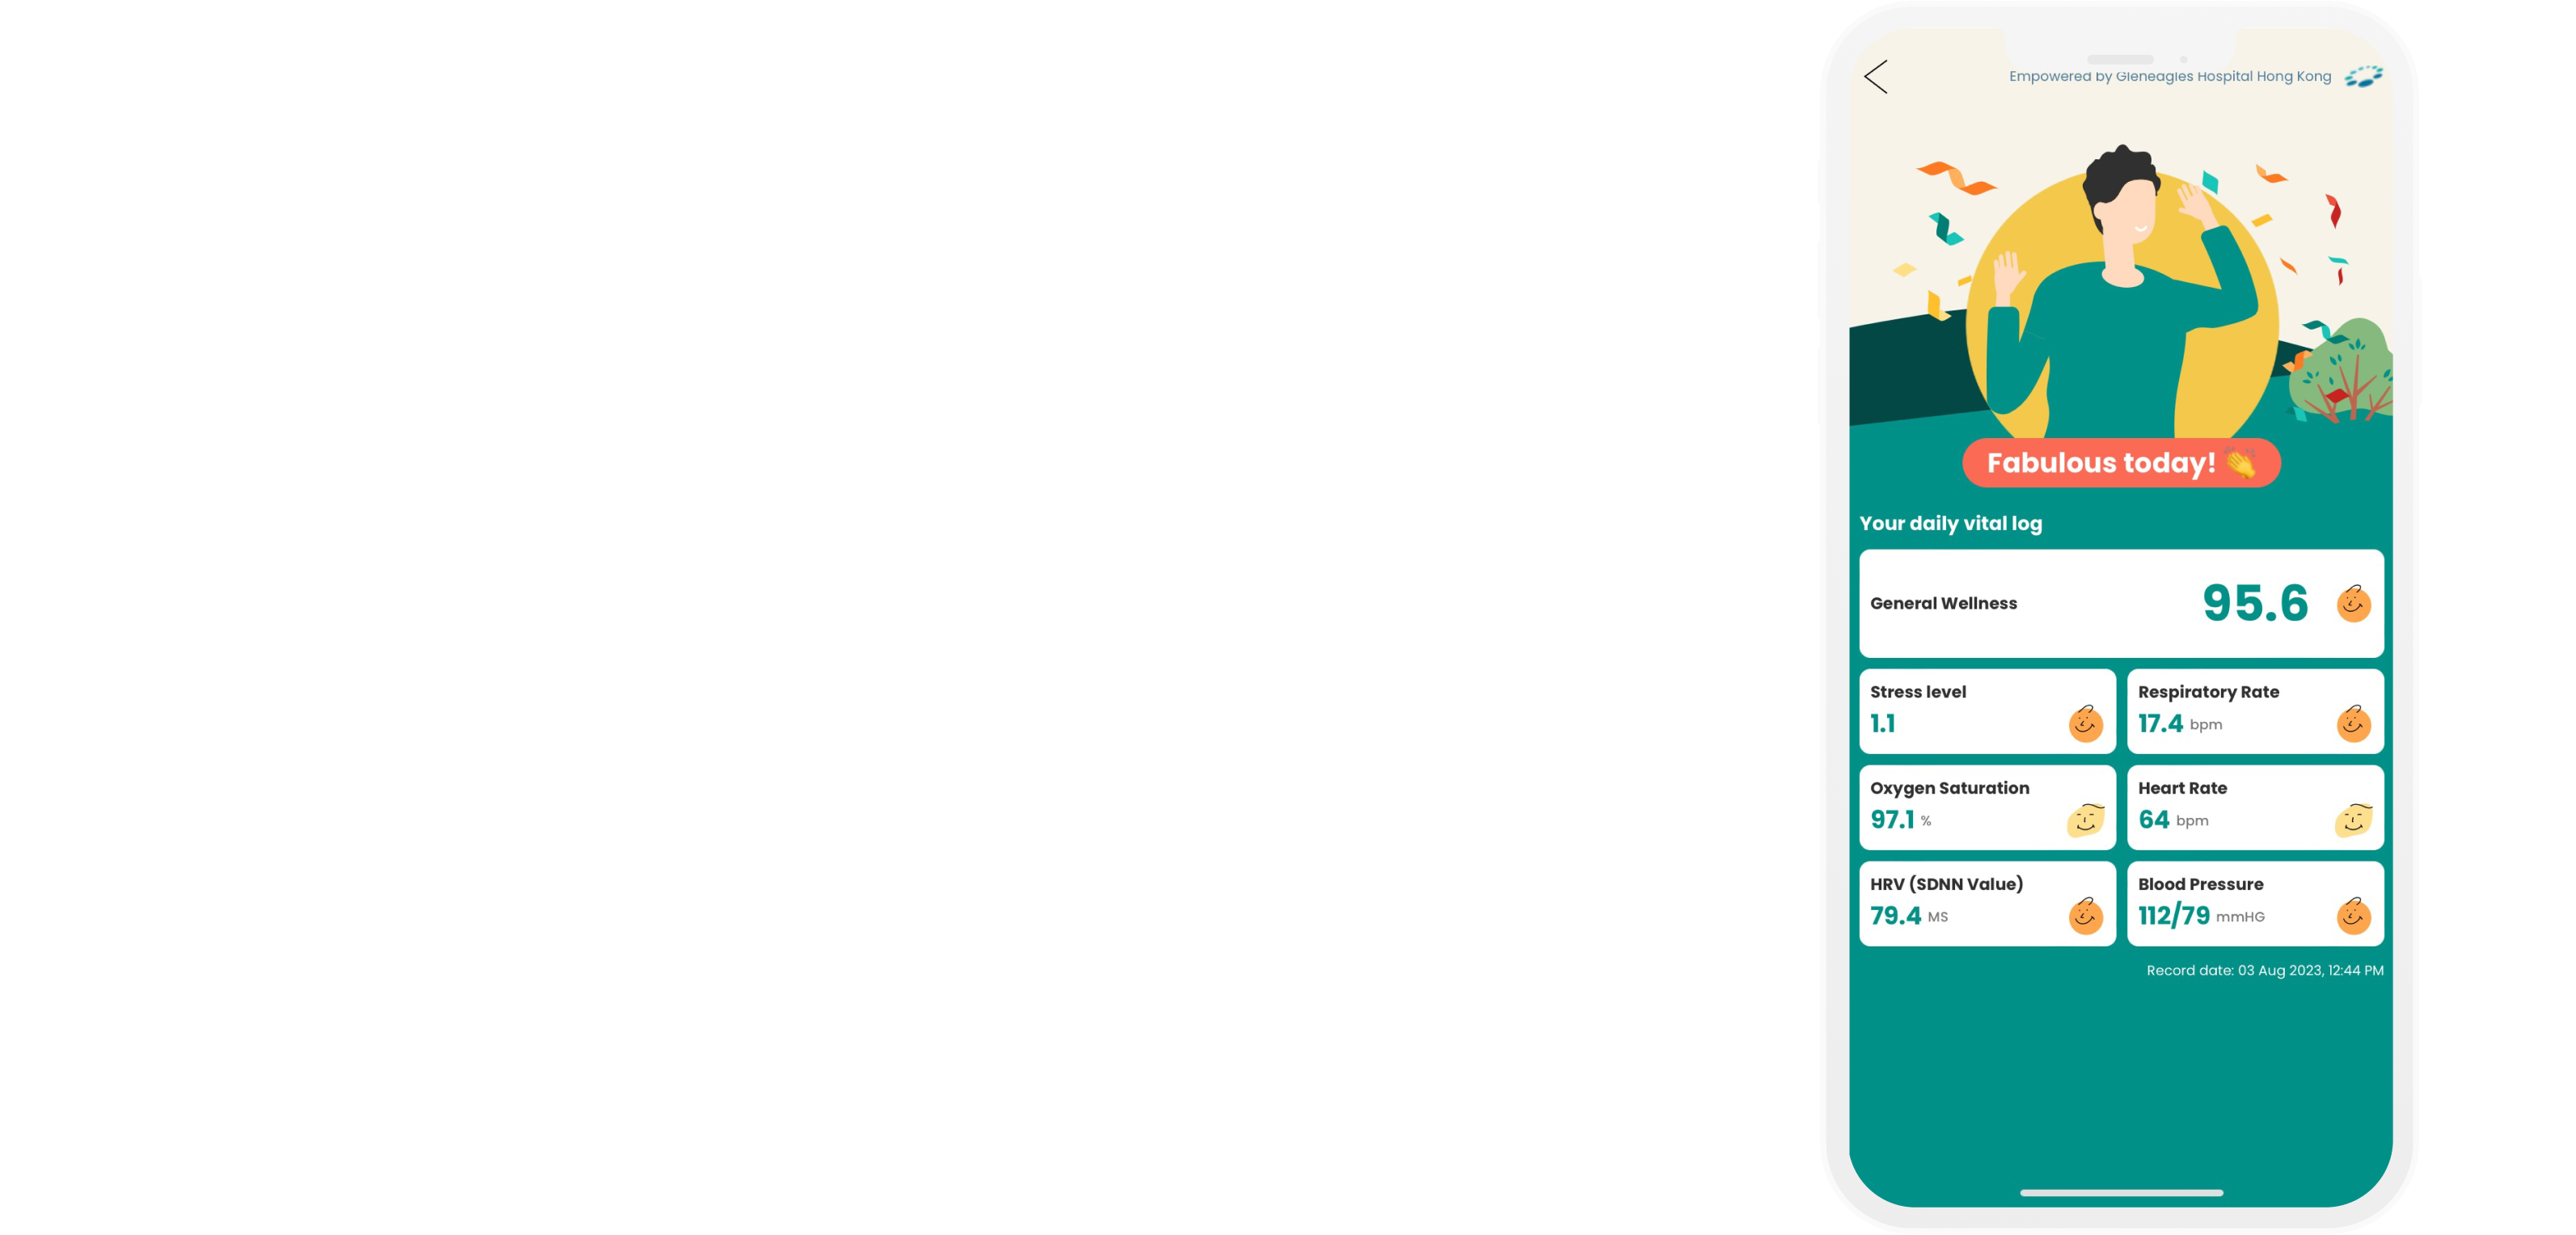 Empowered by Gleneagles Hospital Hong Kong
Fabulous today! 👏
Your daily vital log
General Wellness 95.6
Stress level
1.1
Respiratory Rate
17.4 bpm
Oxygen Saturation
97.1 %
Heart Rate
64 bpm
HRV (SDNN Value)
79.4 MS
Blood Pressure
112/79 mmHG
Record date: 03 Aug 2023, 12:44 PM